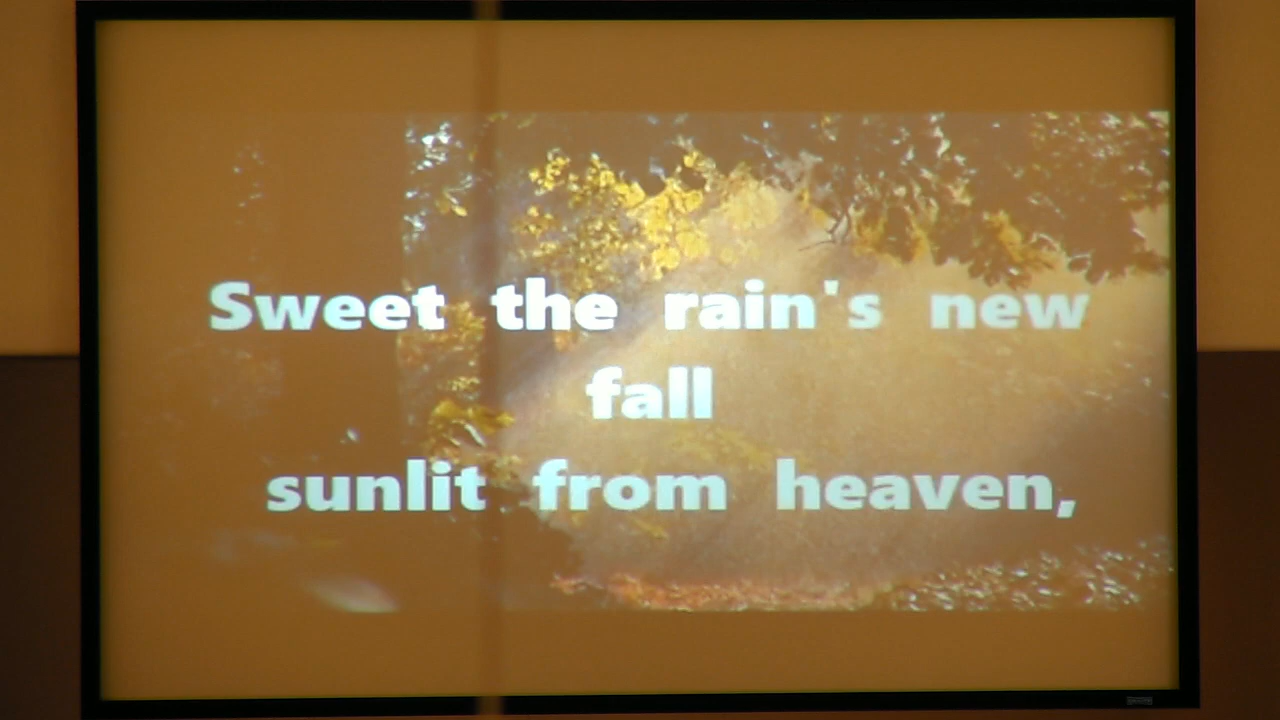 Sweet the rain's new
fall
sunlit from heaven,